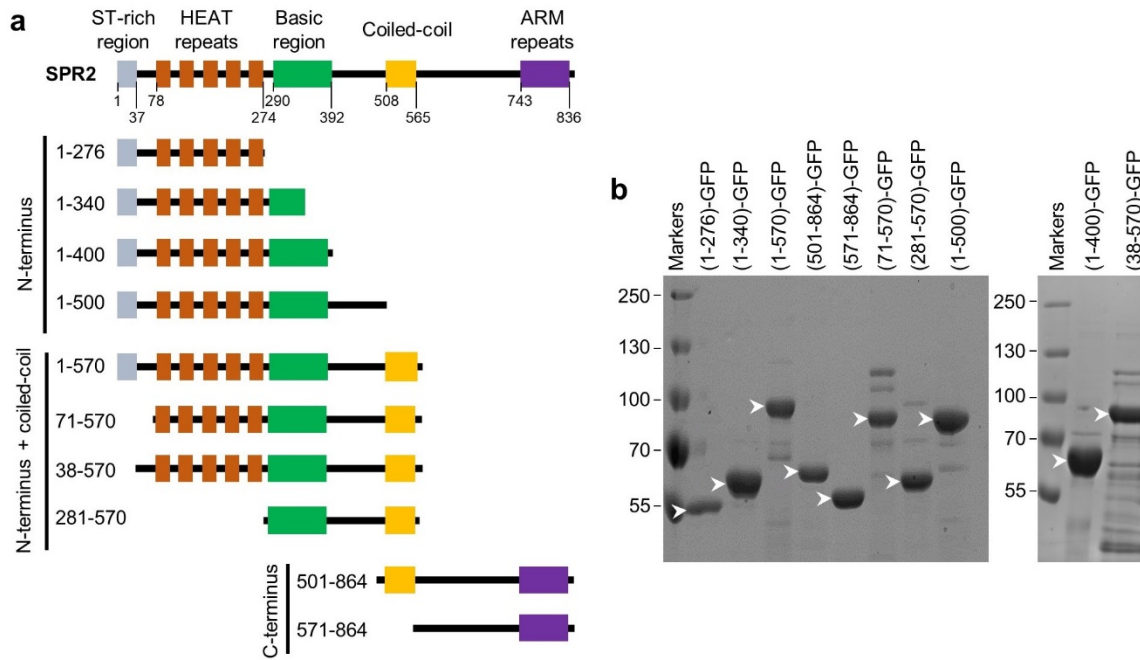 a
ST-rich region
HEAT repeats
Basic region
Coiled-coil
ARM repeats
SPR2
1
37
78
274
290
392
508
565
743
836
N-terminus
1-276
1-340
1-400
1-500
N-terminus + coiled-coil
1-570
71-570
38-570
281-570
C-terminus
501-864
571-864
b
Markers
(1-276)-GFP
(1-340)-GFP
(1-570)-GFP
(501-864)-GFP
(571-864)-GFP
(71-570)-GFP
(281-570)-GFP
(1-500)-GFP
250
130
100
70
55
Markers
(1-400)-GFP
(38-570)-GFP
250
130
100
70
55